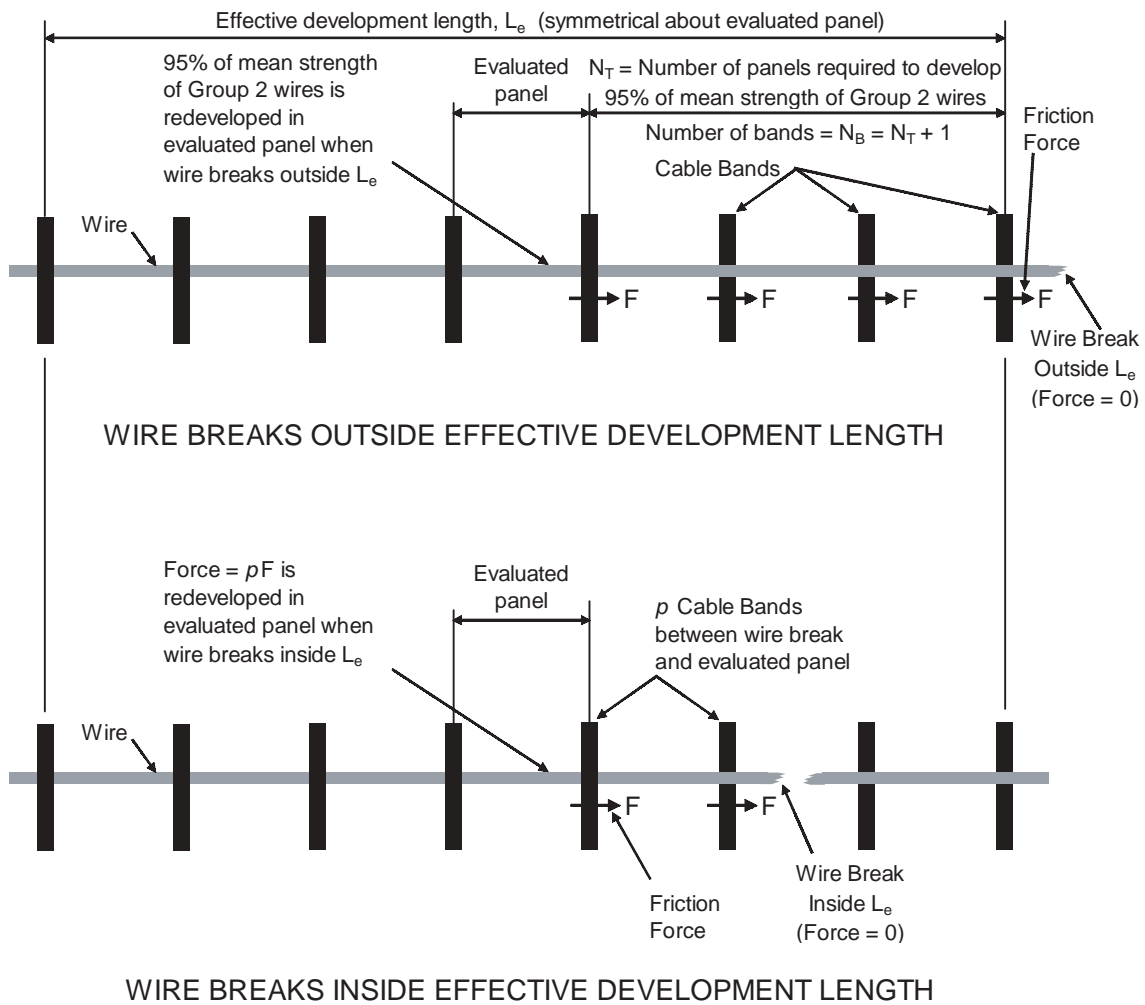 Effective development length, Le (symmetrical about evaluated panel)
95% of mean strength
of Group 2 wires is
redeveloped in
evaluated panel when
wire breaks outside Le
Evaluated
panel
NT = Number of panels required to develop
95% of mean strength of Group 2 wires
Number of bands = NB = NT + 1
Cable Bands
Friction
Force
Wire
F
F
F
F
Wire Break
Outside Le
(Force = 0)
WIRE BREAKS OUTSIDE EFFECTIVE DEVELOPMENT LENGTH
Force = pF is
redeveloped in
evaluated panel when
wire breaks inside Le
Evaluated
panel
p Cable Bands
between wire break
and evaluated panel
Wire
F
F
Friction
Force
Wire Break
Inside Le
(Force = 0)
WIRE BREAKS INSIDE EFFECTIVE DEVELOPMENT LENGTH